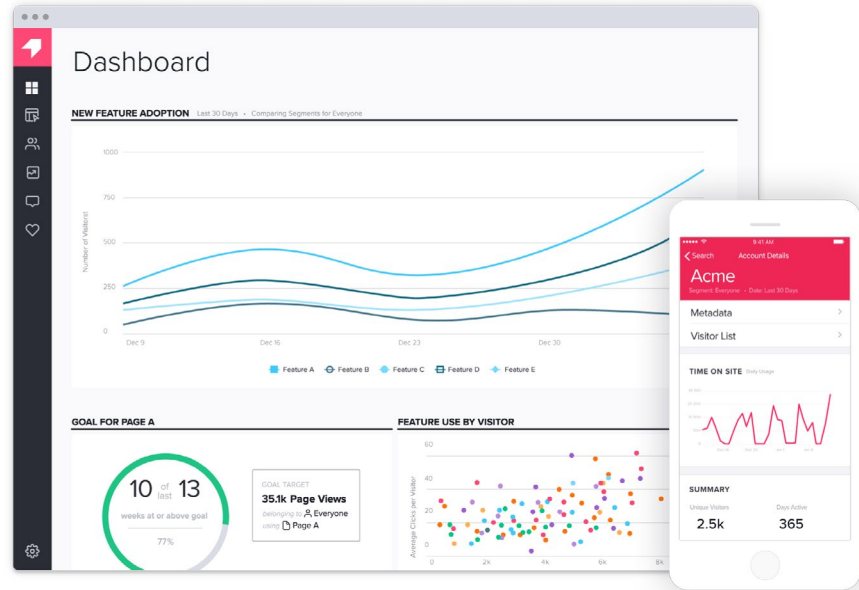 Dashboard
NEW FEATURE ADOPTION Last 30 Days • Comparing Segments for Everyone
1000
750
500
250
0
Number of Visitors
Dec 9 Dec 16 Dec 23 Dec 30
Feature A Feature B Feature C Feature D Feature E
GOAL FOR PAGE A
10 of last 13
weeks at or above goal
77%
GOAL TARGET
35.1k Page Views
belonging to Everyone
using Page A
FEATURE USE BY VISITOR
60
40
20
0
Average Clicks per Visitor
0 2k 4k 6k 8k
9:41 AM
Search Account Details
Acme
Segment: Everyone • Date: Last 30 Days
Metadata
Visitor List
TIME ON SITE Daily Usage
0
SUMMARY
Unique Visitors Days Active
2.5k 365